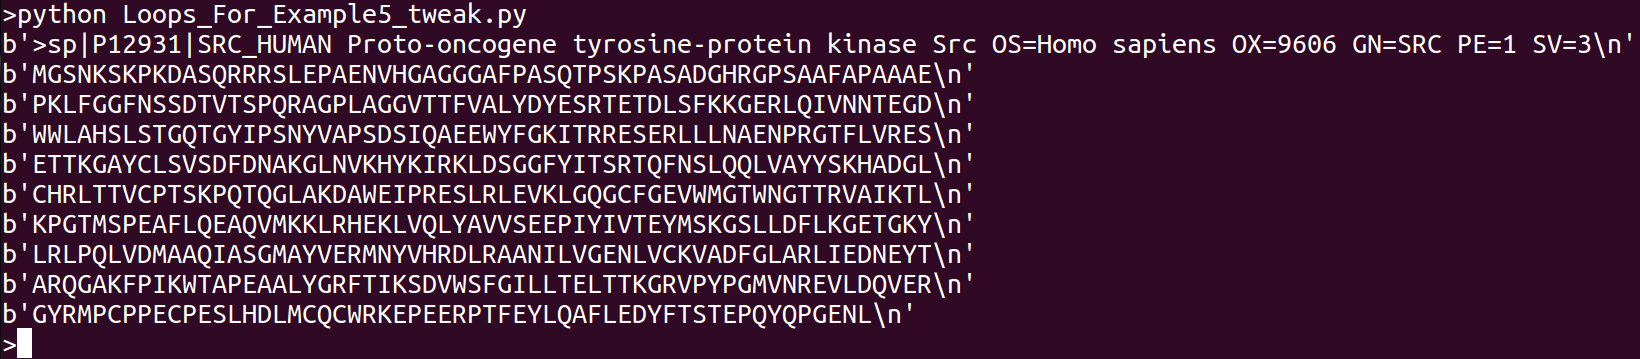 >python Loops_For_Example5_tweak.py
b'>sp|P12931|SRC_HUMAN Proto-oncogene tyrosine-protein kinase Src OS=Homo sapiens OX=9606 GN=SRC PE=1 SV=3\n'
b'MGSNKSKPKDASQRRRSLEPAENVHGAGGGAFPASQTPSKPASADGHRGPSAAFAPAAAE\n'
b'PKLFGGFNSSDTVTSPQRAGPLAGGVTTFVALYDYESRTETDLSFKKGERLQIVNNTEGD\n'
b'WWLAHSLSTGQTGYIPSNYVAPSDSIQAEEWYFGKITRRESERLLLNAENPRGTFLVRES\n'
b'ETTKGAYCLSVSDFDNAKGLNVKHYKIRKLDSGGFYITSRTQFNSLQQLVAYYSKHADGL\n'
b'CHRLTTVCPTSKPQTQGLAKDAWEIPRESLRLEVKLGQGCFGEVWMGTWNGTTRVAIKTL\n'
b'KPGTMSPEAFLQEAQVMKKLRHEKLVQLYAVVSEEPIYIVTEYMSKGSLLDFLKGETGKY\n'
b'LRLPQLVDMAAQIASGMAYVERMNYVHRDLRAANILVGENLVCKVADFGLARLIEDNEYT\n'
b'ARQGAKFPIKWTAPEAALYGRFTIKSDVWSFGILLTELTTKGRVPYPGMVNREVLDQVER\n'
b'GYRMPCPPECPESLHDLMCQCWRKEPEERPTFEYLQAFLEDYFTSTEPQYQPGENL\n'
>